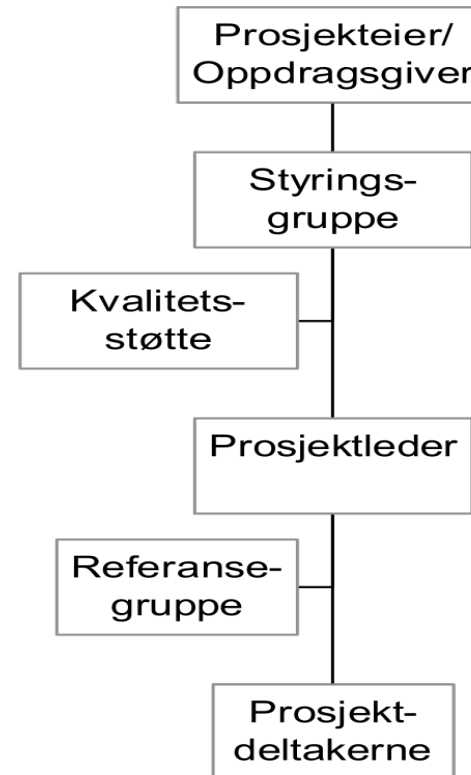 Prosjekteier/
Oppdragsgiver
Styrings-
gruppe
Kvalitets-
støtte
Prosjektleder
Referanse-
gruppe
Prosjekt-
deltakerne